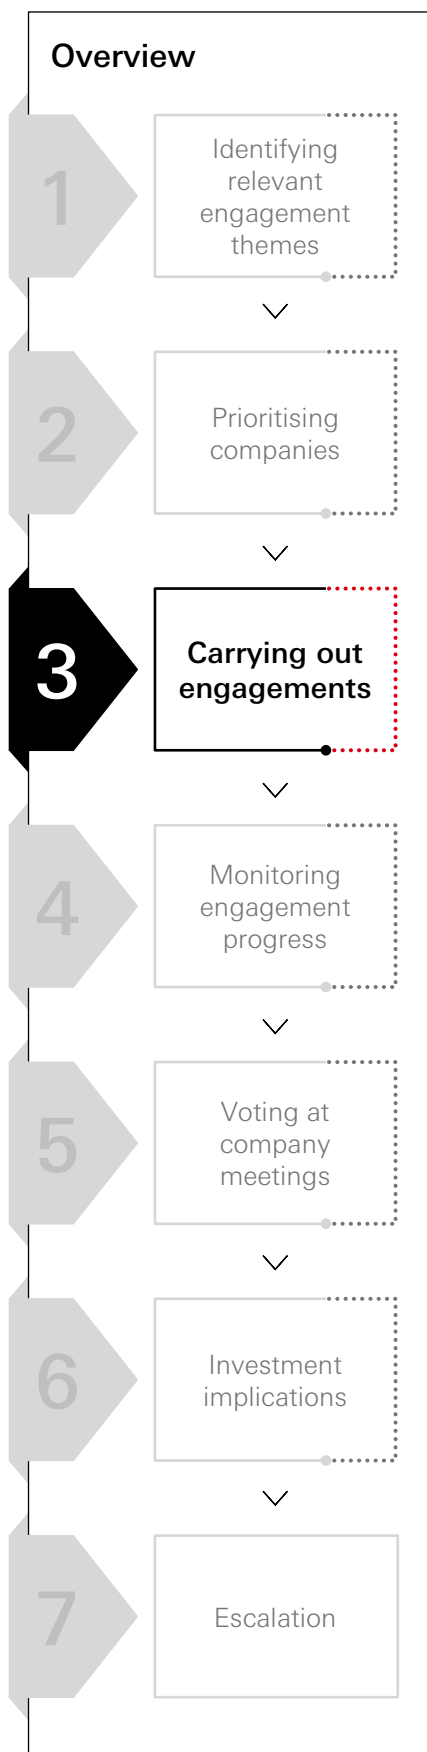 Overview
1
Identifying
relevant
engagement
themes
2
Prioritising
companies
3
Carrying out
engagements
4
Monitoring
engagement
progress
5
Voting at
company
meetings
6
Investment
implications
7
Escalation